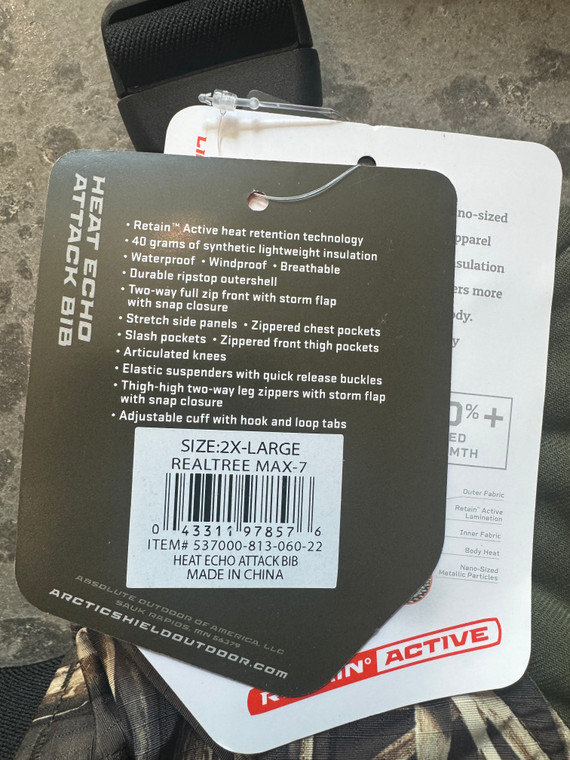 HEAT ECHO
ATTACK BIB
• Retain™ Active heat retention technology
• 40 grams of synthetic lightweight insulation
• Waterproof • Windproof • Breathable
• Durable ripstop outershell
• Two-way full zip front with storm flap
with snap closure
• Stretch side panels • Zippered chest pockets
• Slash pockets • Zippered front thigh pockets
• Articulated knees
• Elastic suspenders with quick release buckles
• Thigh-high two-way leg zippers with storm flap
with snap closure
• Adjustable cuff with hook and loop tabs
SIZE:2X-LARGE
REALTREE MAX-7
0 43311 97857 6
ITEM# 537000-813-060-22
HEAT ECHO ATTACK BIB
MADE IN CHINA
ABSOLUTE OUTDOOR OF AMERICA, LLC
SAUK RAPIDS, MN 56379
ARCTICSHIELDOUTDOOR.COM
no-sized
pparel
sulation
ers more
ody.
y
0%+
ED
MTH
Outer Fabric
Retain® Active
Lamination
Inner Fabric
Body Heat
Nano-Sized
Metallic Particles
ACTIVE